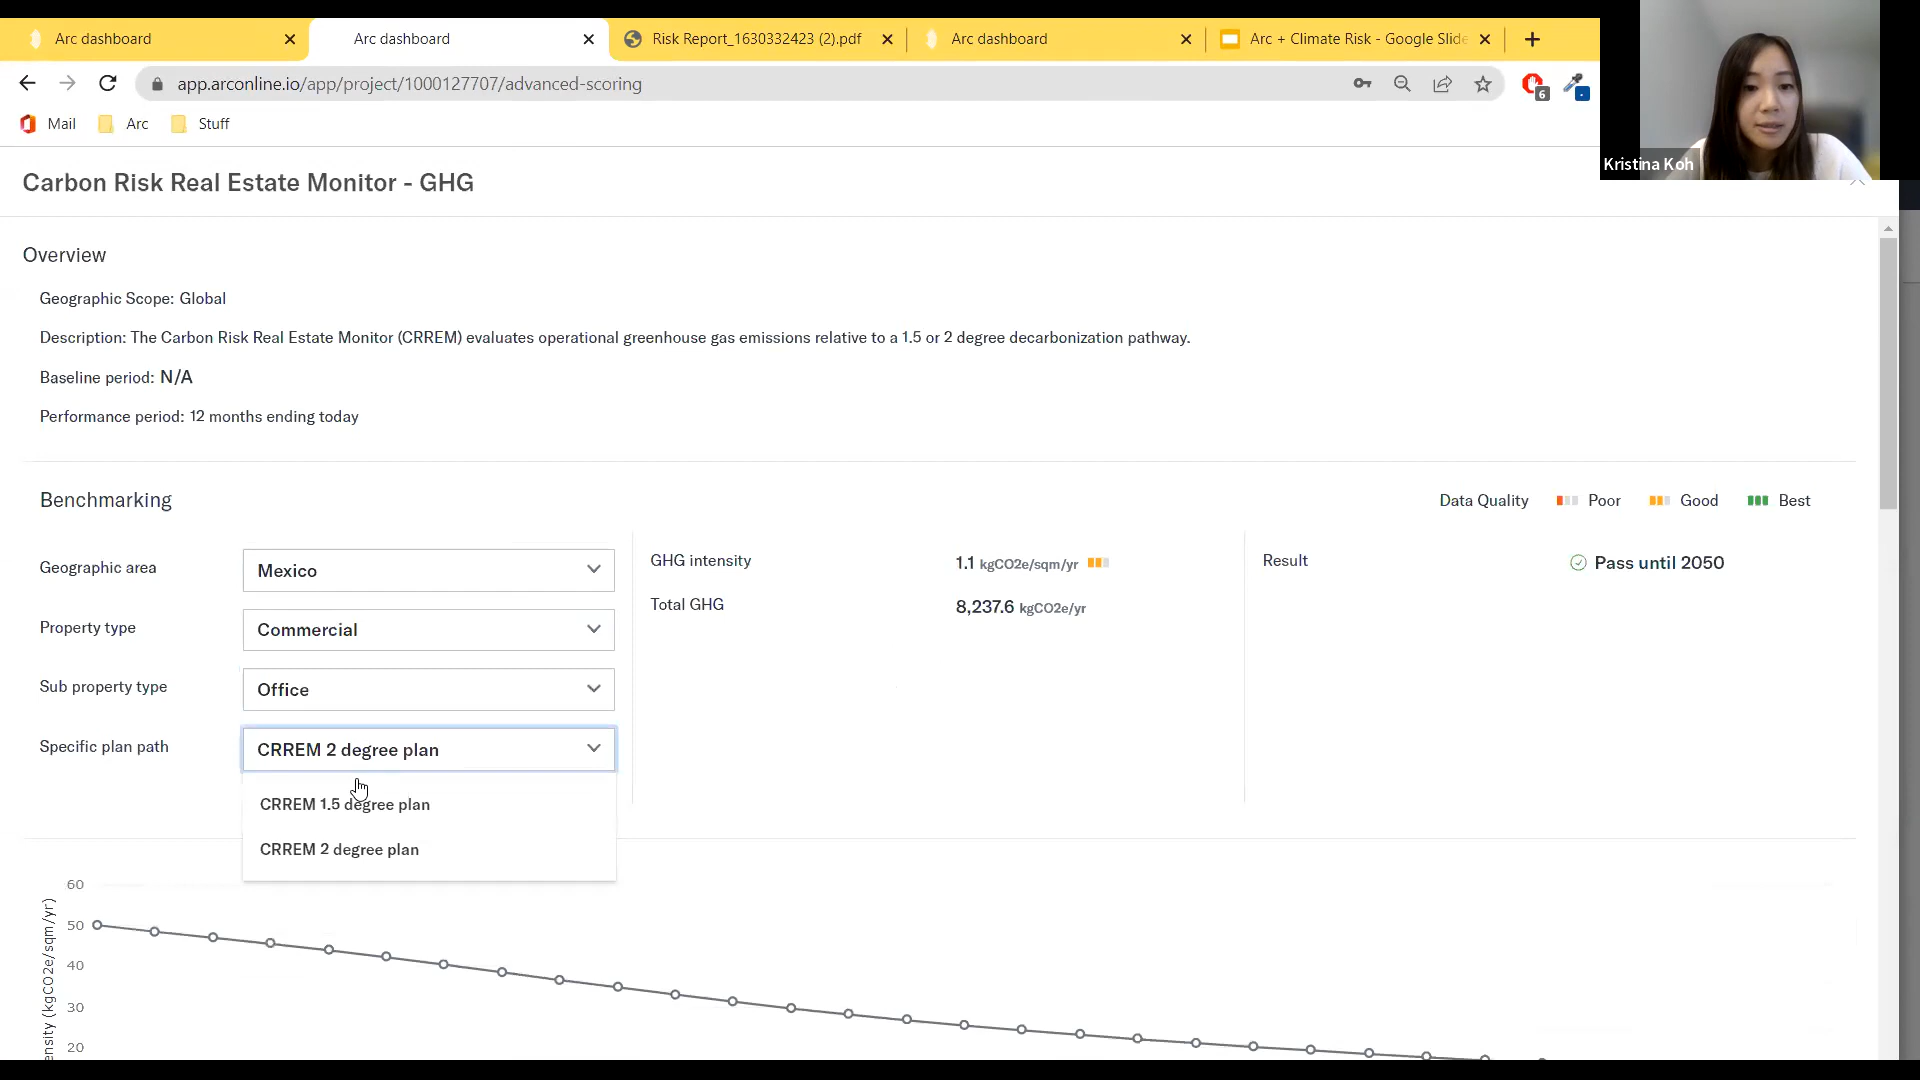 Arc dashboard
Arc dashboard
Risk Report_1630332423 (2).pdf
Arc dashboard
Arc + Climate Risk - Google Slide
app.arconline.io/app/project/1000127707/advanced-scoring
6
Mail
Arc
Stuff
Kristina Koh
Carbon Risk Real Estate Monitor - GHG
Overview
Geographic Scope: Global
Description: The Carbon Risk Real Estate Monitor (CRREM) evaluates operational greenhouse gas emissions relative to a 1.5 or 2 degree decarbonization pathway.
Baseline period: N/A
Performance period: 12 months ending today
Benchmarking
Data Quality Poor Good Best
Geographic area Mexico
GHG intensity 1.1 kgCO2e/sqm/yr
Result Pass until 2050
Total GHG 8,237.6 kgCO2e/yr
Property type Commercial
Sub property type Office
Specific plan path CRREM 2 degree plan
CRREM 1.5 degree plan
CRREM 2 degree plan
60
50
40
30
20
ensity (kgCO2e/sqm/yr)